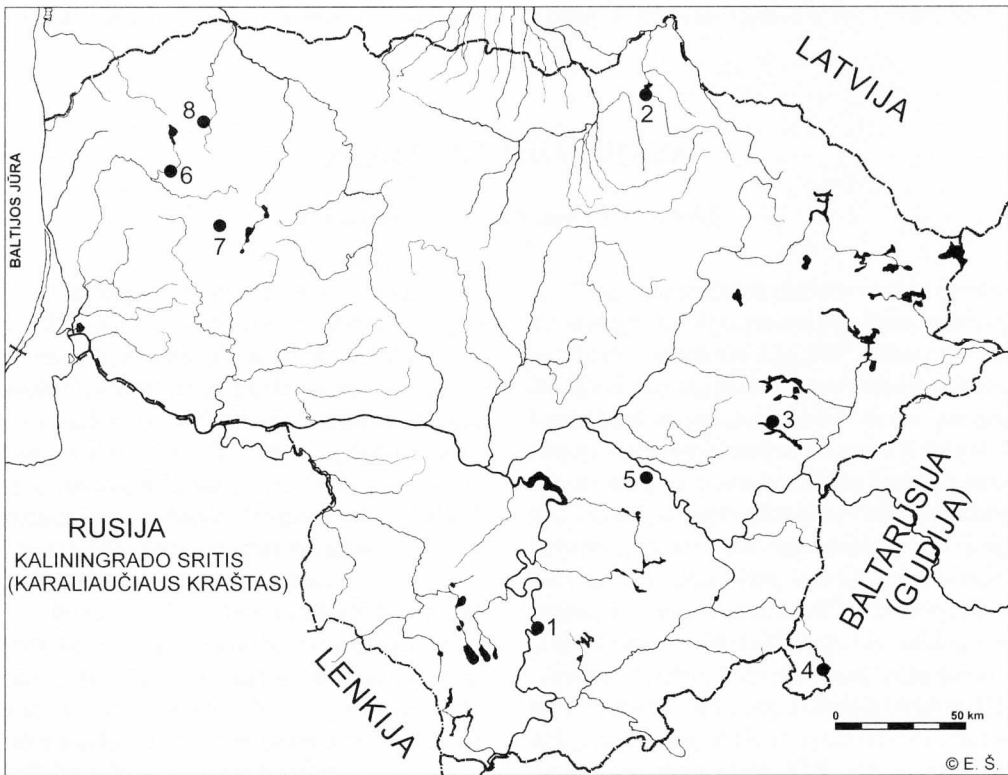 LATVIJA
8
2
6
BALTIJOS JŪRA
7
3
5
RUSIJA
KALININGRADO SRITIS
(KARALIAUČIAUS KRAŠTAS)
BALTARUSIJA
(GUDIJA)
1
LENKIJA
4
0 50 km
© E. Š.